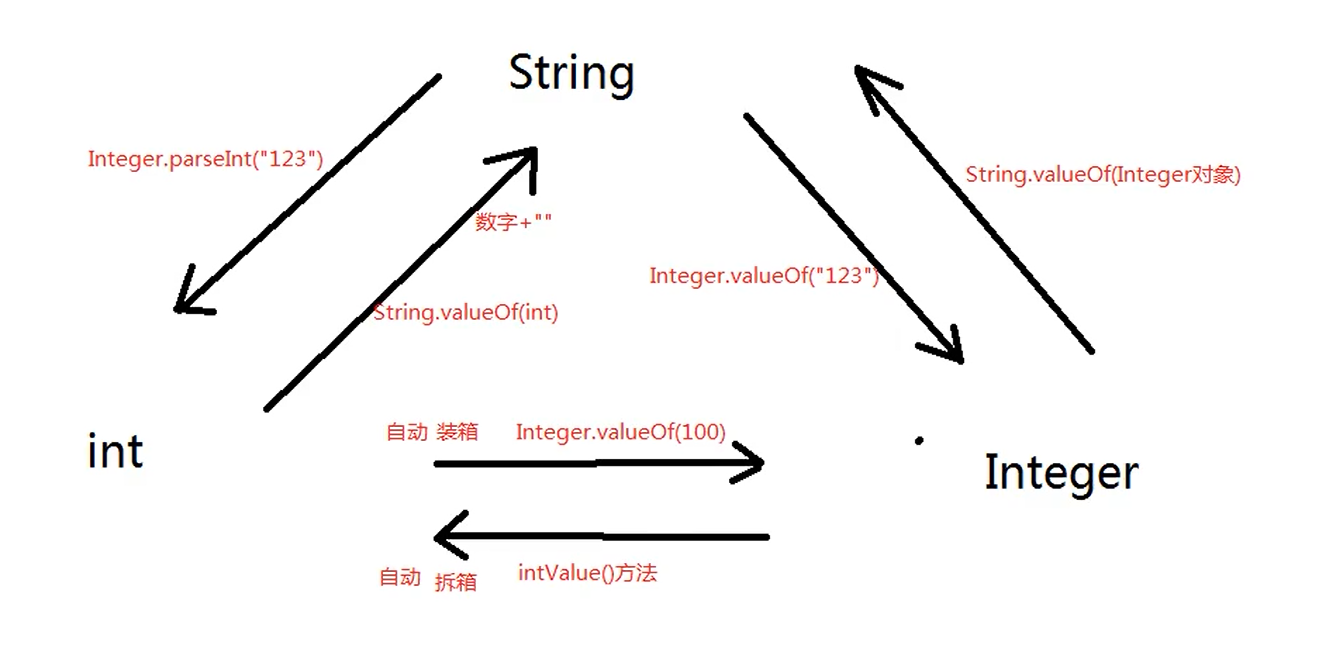 String
Integer.parseInt("123")
String.valueOf(Integer对象)
数字+""
Integer.valueOf("123")
String.valueOf(int)
int
自动 装箱 Integer.valueOf(100)
Integer
自动 拆箱 intValue()方法